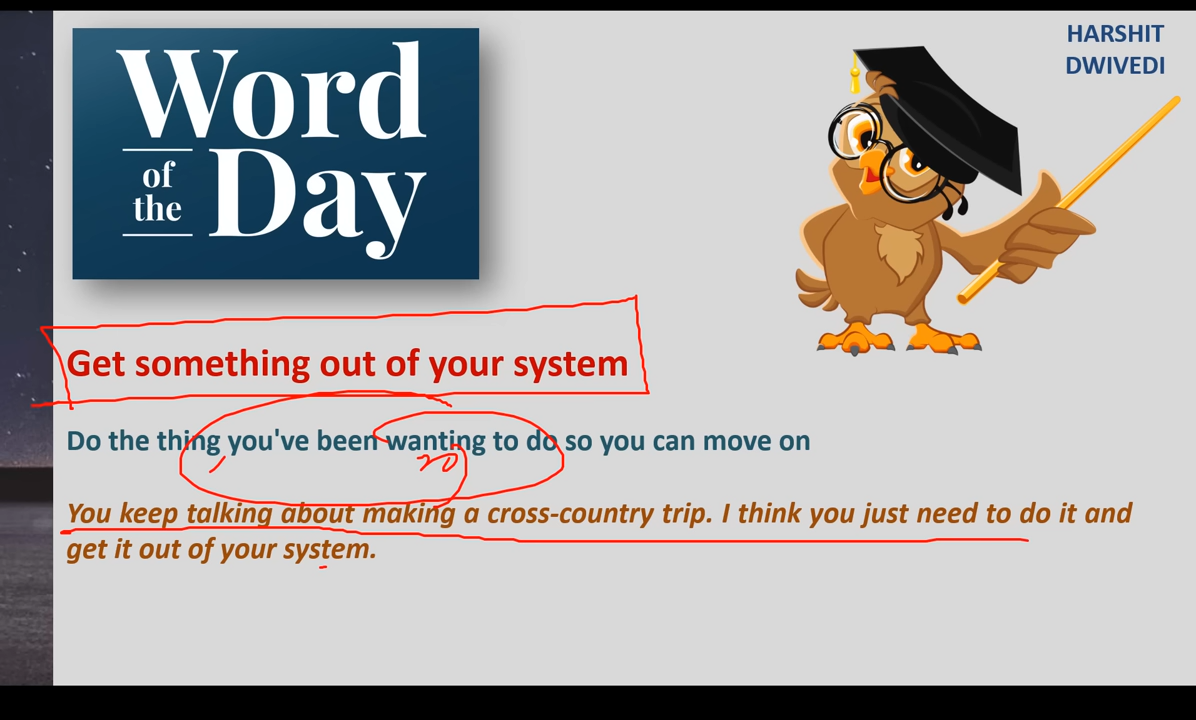 Word
of the Day
HARSHIT
DWIVEDI
Get something out of your system
Do the thing you've been wanting to do so you can move on
20
You keep talking about making a cross-country trip. I think you just need to do it and
get it out of your system.